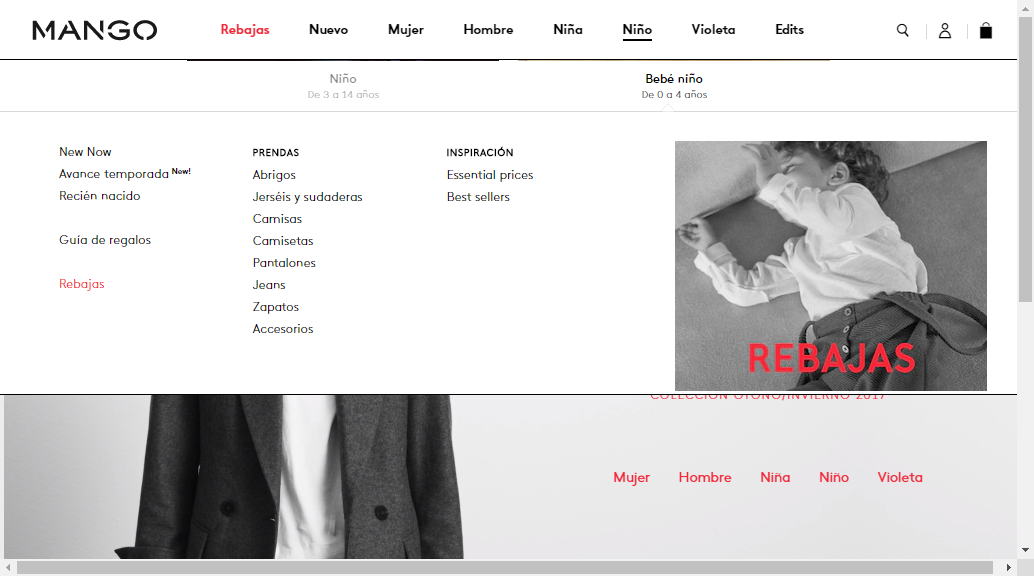 MANGO
Rebajas Nuevo Mujer Hombre Niña Niño Violeta Edits
Niño
De 3 a 14 años
Bebé niño
De 0 a 4 años
New Now
Avance temporada New!
Recién nacido
Guía de regalos
Rebajas
PRENDAS
Abrigos
Jerséis y sudaderas
Camisas
Camisetas
Pantalones
Jeans
Zapatos
Accesorios
INSPIRACIÓN
Essential prices
Best sellers
REBAJAS
COLECCIÓN OTOÑO/INVIERNO 2017
Mujer Hombre Niña Niño Violeta